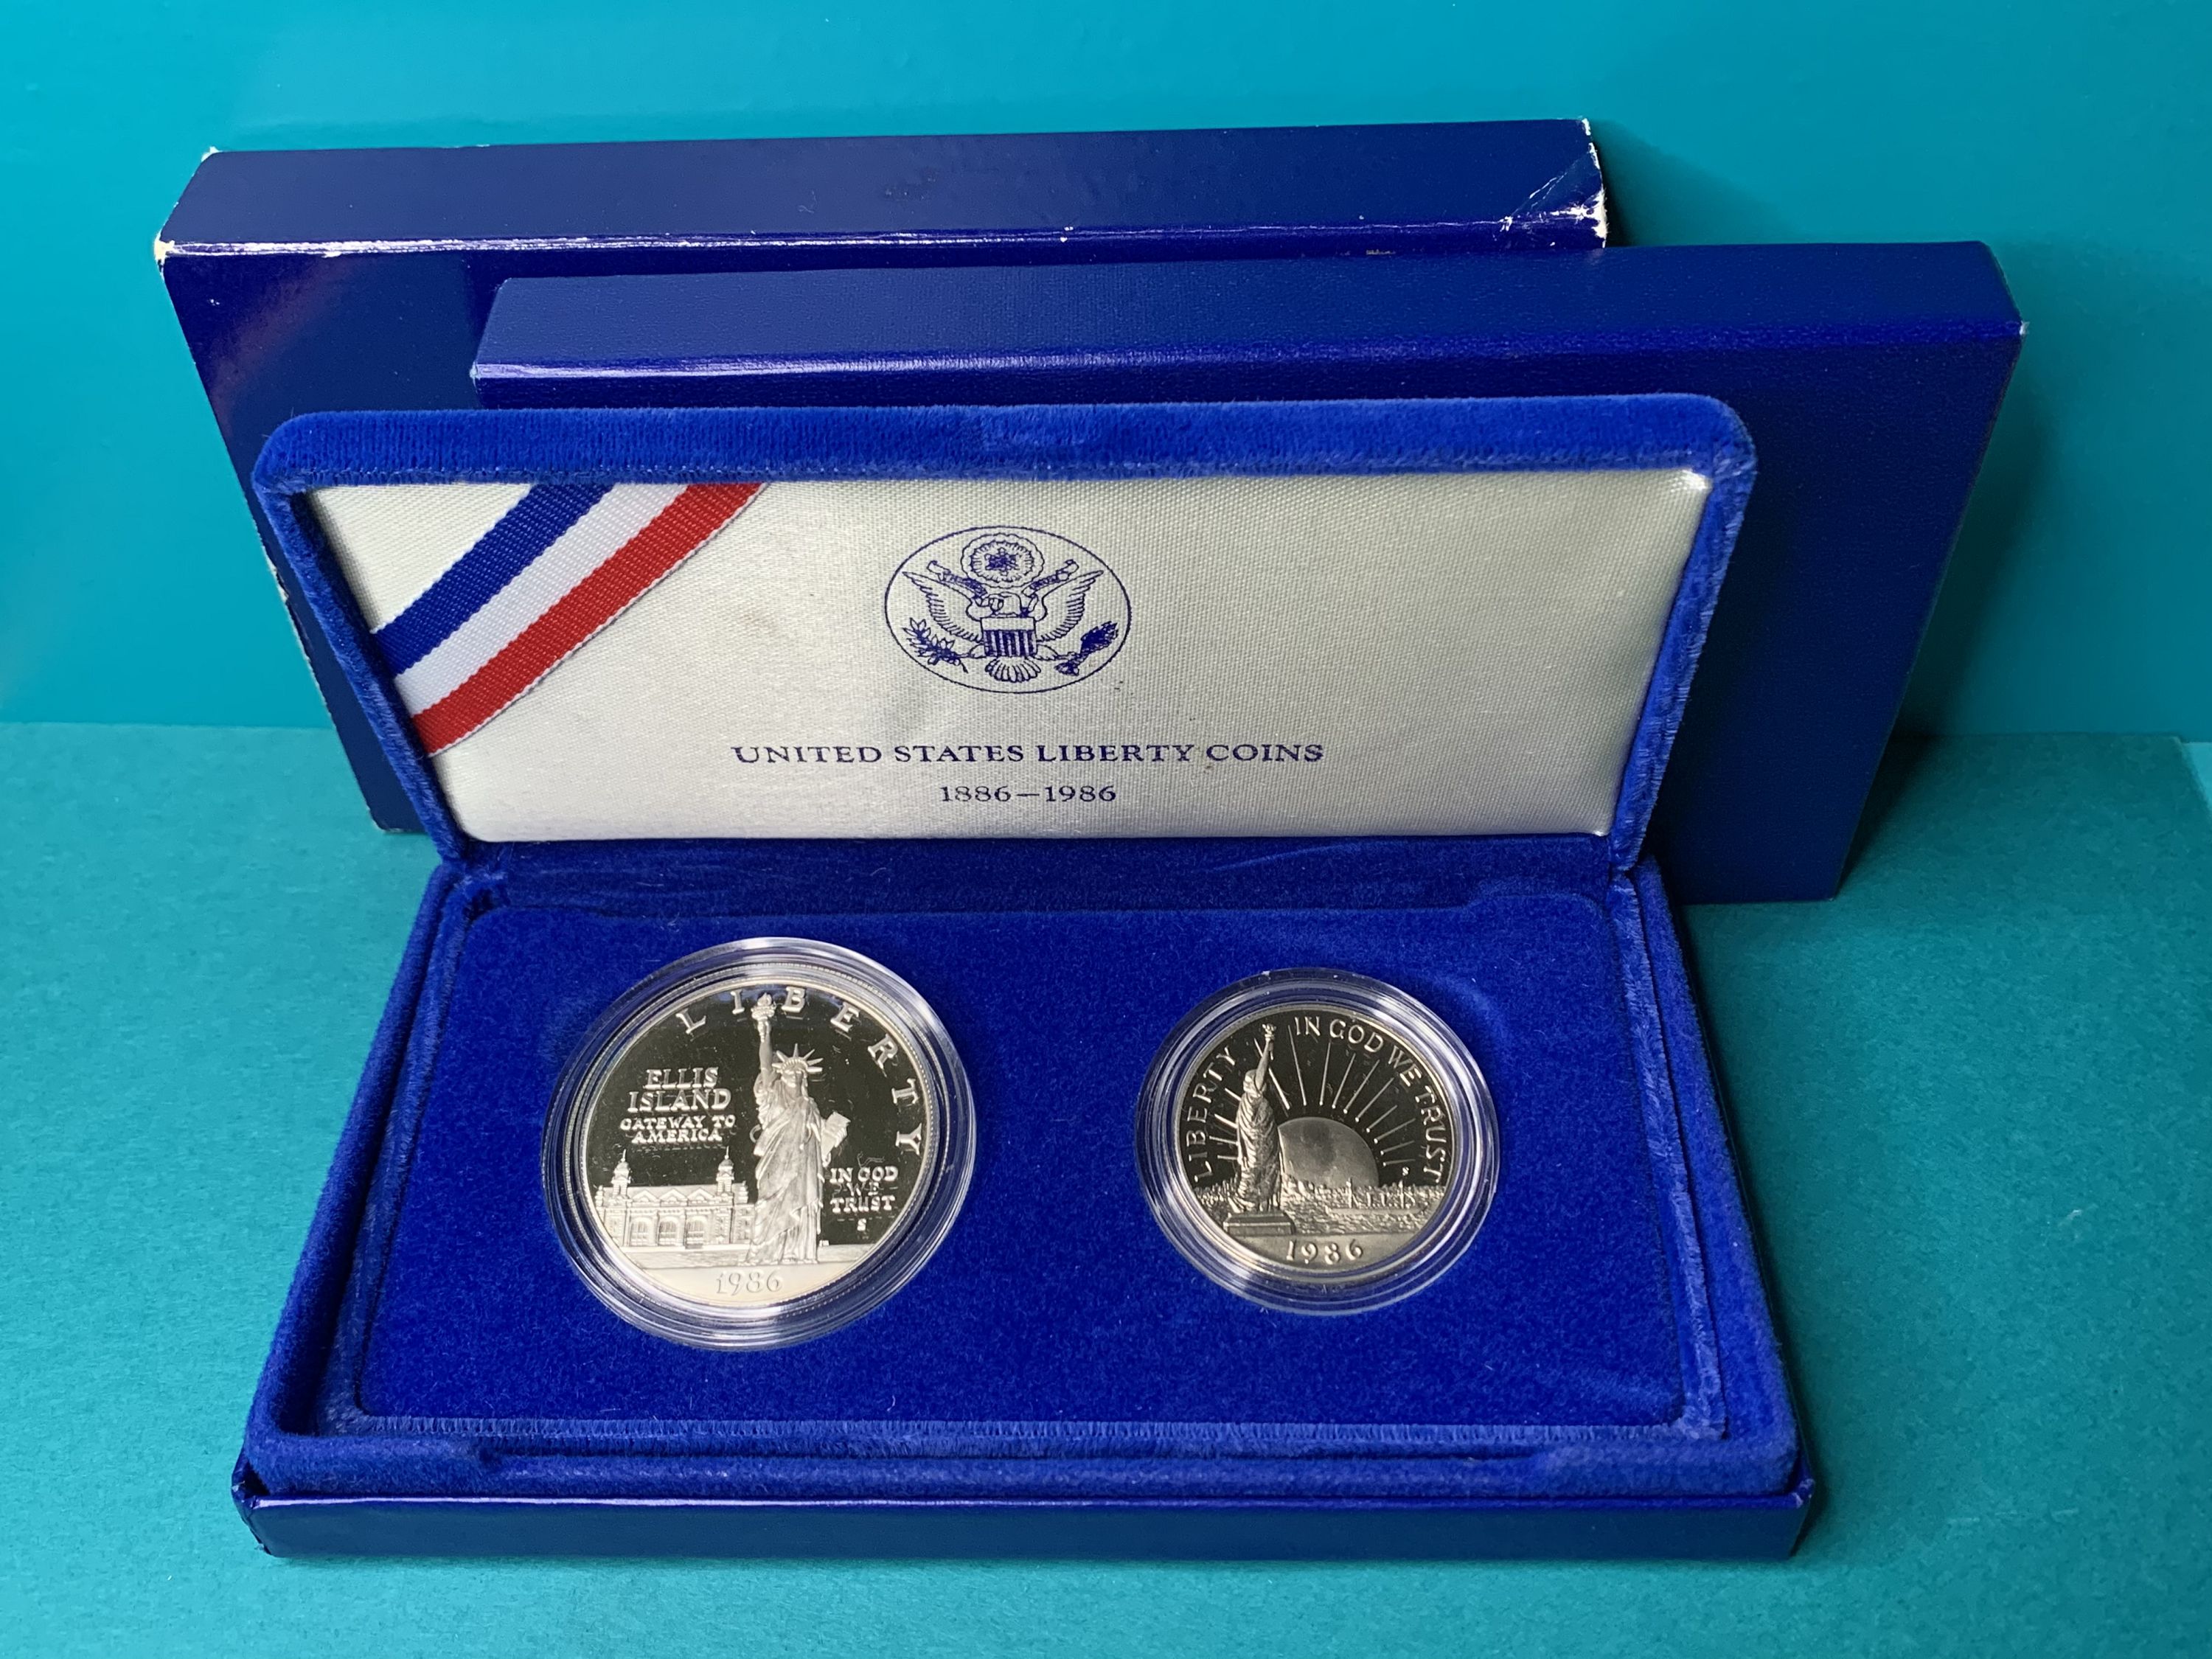 UNITED STATES LIBERTY COINS
1886–1986
LIBERTY
ELLIS
ISLAND
GATEWAY TO
AMERICA
IN GOD
WE
TRUST
S
1986
LIBERTY
IN GOD WE TRUST
S
1986